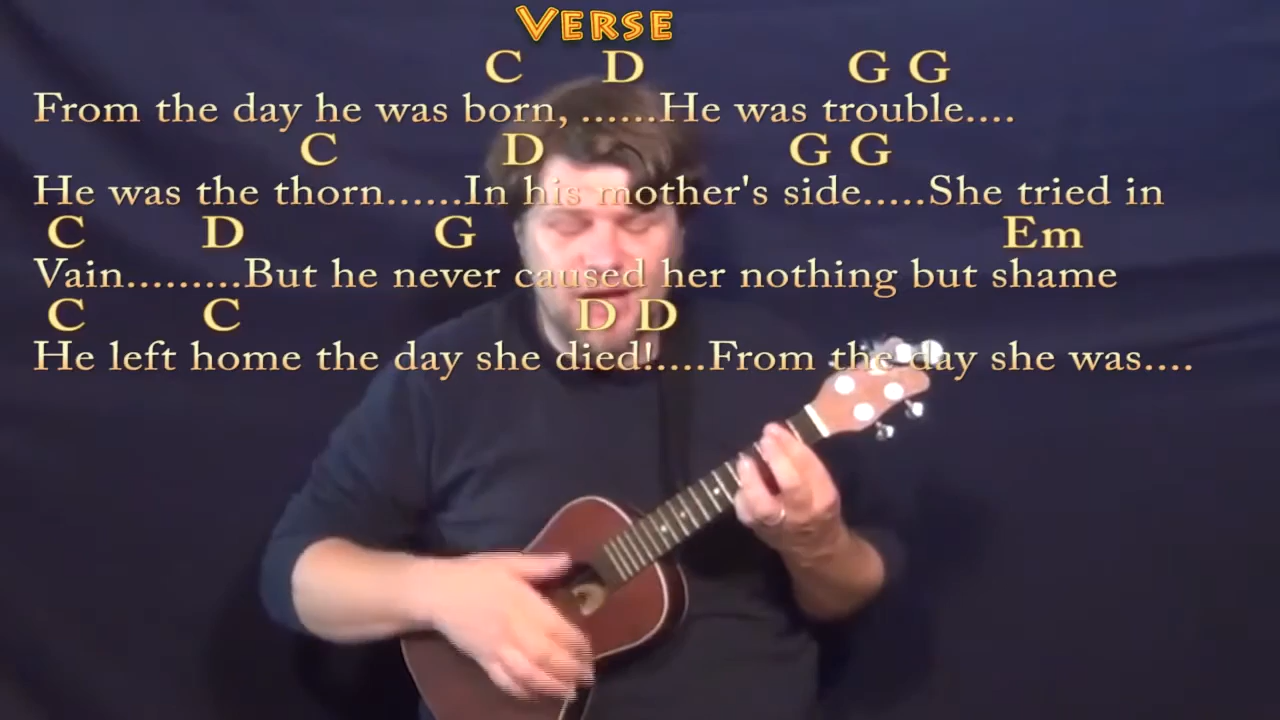 VERSE
C D G G
From the day he was born, ......He was trouble....
C D G G
He was the thorn......In his mother's side.....She tried in
C D G Em
Vain.........But he never caused her nothing but shame
C C D D
He left home the day she died!....From the day she was....